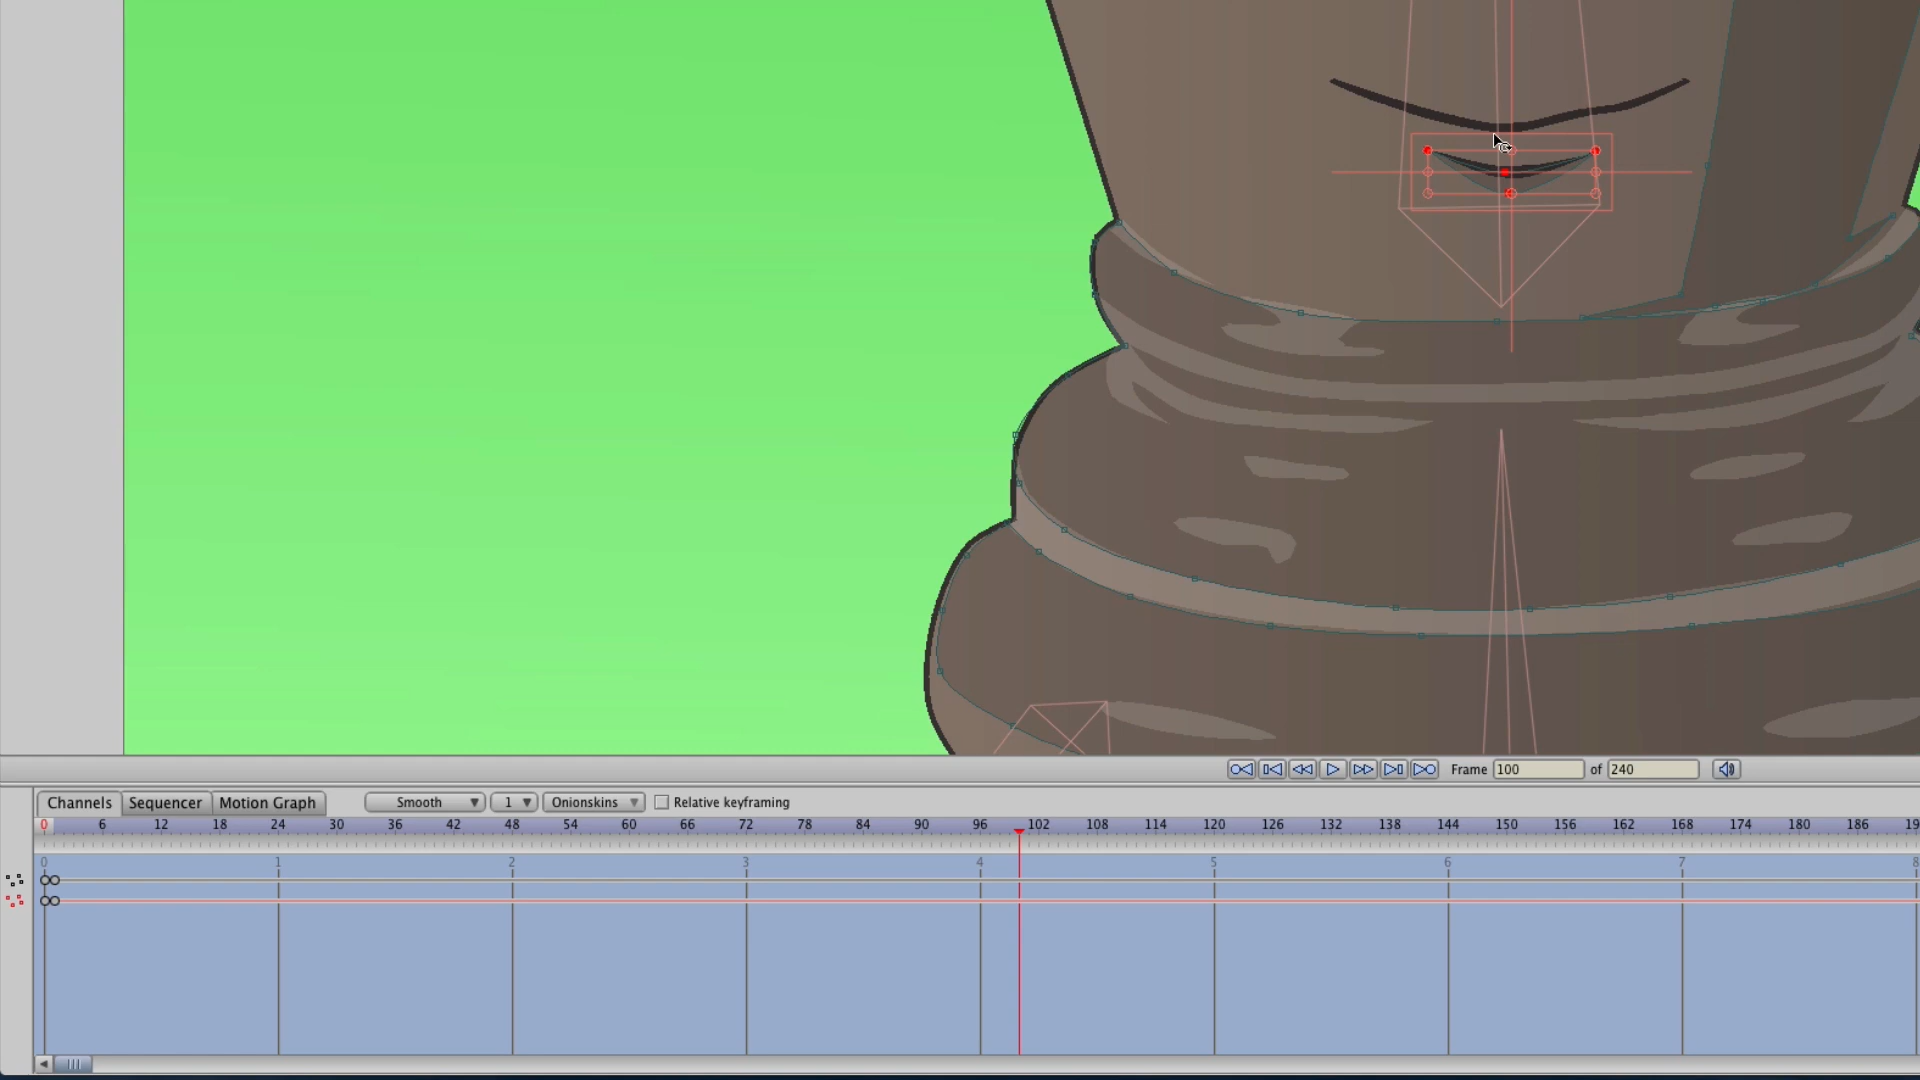 Frame 100 of 240
Channels Sequencer Motion Graph Smooth 1 Onionskins Relative keyframing
0 6 12 18 24 30 36 42 48 54 60 66 72 78 84 90 96 102 108 114 120 126 132 138 144 150 156 162 168 174 180 186 19
0 1 2 3 4 5 6 7 8